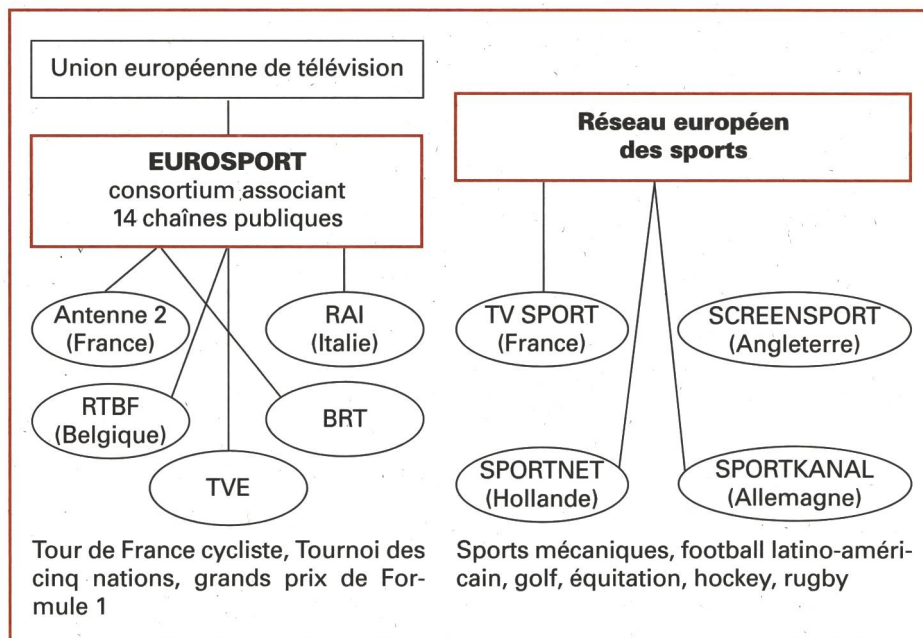 Union européenne de télévision
EUROSPORT
consortium associant
14 chaînes publiques
Antenne 2
(France)
RAI
(Italie)
RTBF
(Belgique)
BRT
TVE
Tour de France cycliste, Tournoi des
cinq nations, grands prix de For-
mule 1
Réseau européen
des sports
TV SPORT
(France)
SCREENSPORT
(Angleterre)
SPORTNET
(Hollande)
SPORTKANAL
(Allemagne)
Sports mécaniques, football latino-améri-
cain, golf, équitation, hockey, rugby